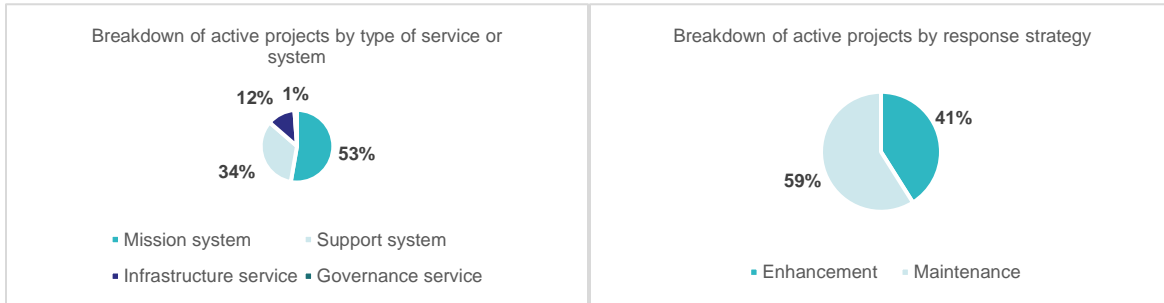 Breakdown of active projects by type of service or
system
12%
1%
53%
34%
Mission system
Support system
Infrastructure service
Governance service
Breakdown of active projects by response strategy
41%
59%
Enhancement
Maintenance